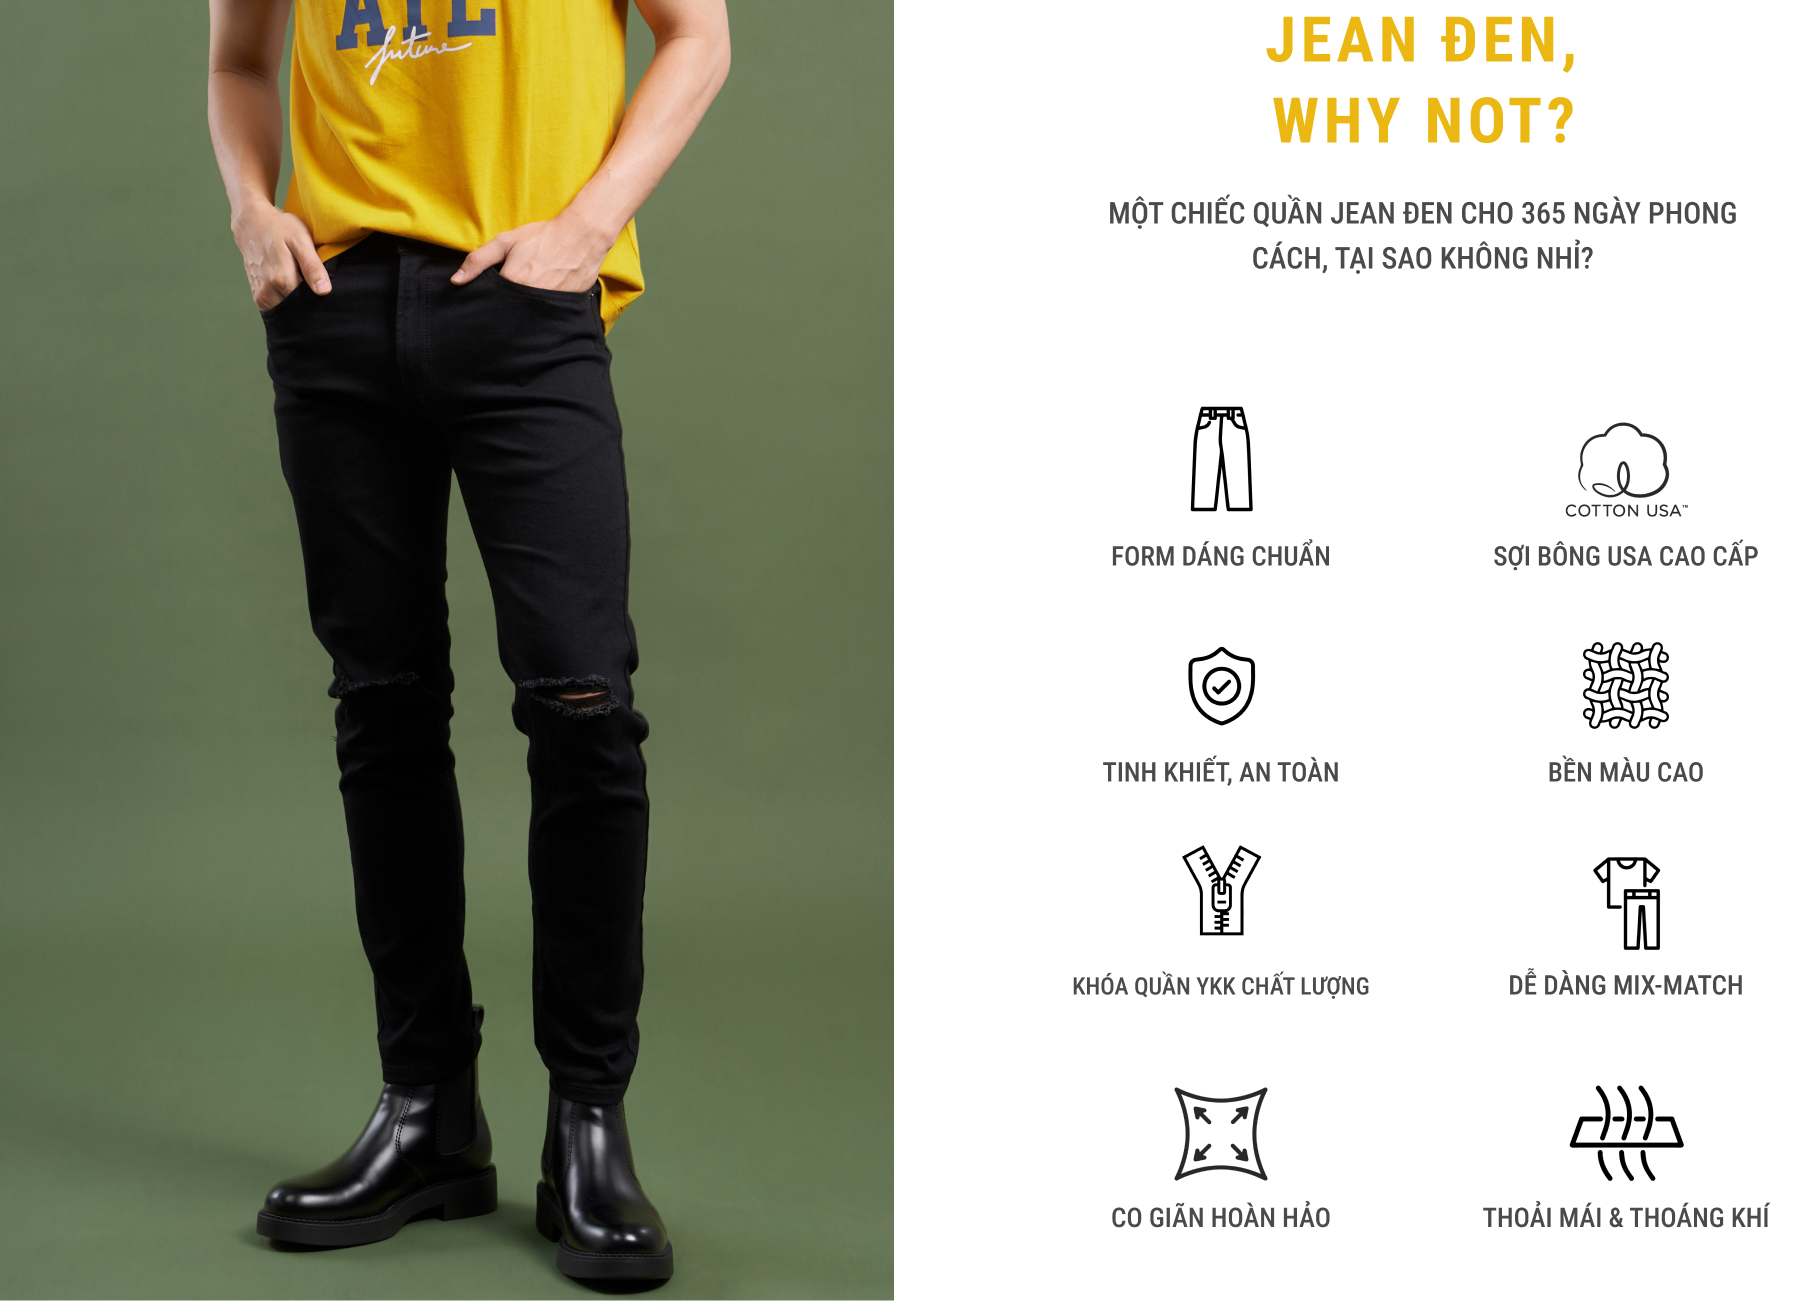 future
JEAN ĐEN,
WHY NOT?
MỘT CHIẾC QUẦN JEAN ĐEN CHO 365 NGÀY PHONG
CÁCH, TẠI SAO KHÔNG NHỈ?
COTTON USA™
FORM DÁNG CHUẨN
SỢI BÔNG USA CAO CẤP
TINH KHIẾT, AN TOÀN
BỀN MÀU CAO
KHÓA QUẦN YKK CHẤT LƯỢNG
DỄ DÀNG MIX-MATCH
CO GIÃN HOÀN HẢO
THOẢI MÁI & THOÁNG KHÍ